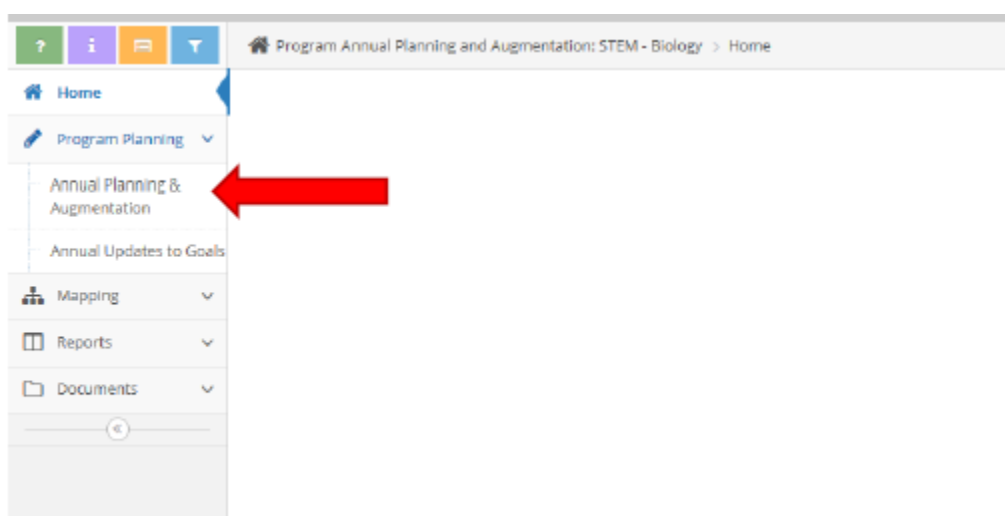 ? i
Program Annual Planning and Augmentation: STEM - Biology > Home
Home
Program Planning
Annual Planning &
Augmentation
Annual Updates to Goals
Mapping
Reports
Documents